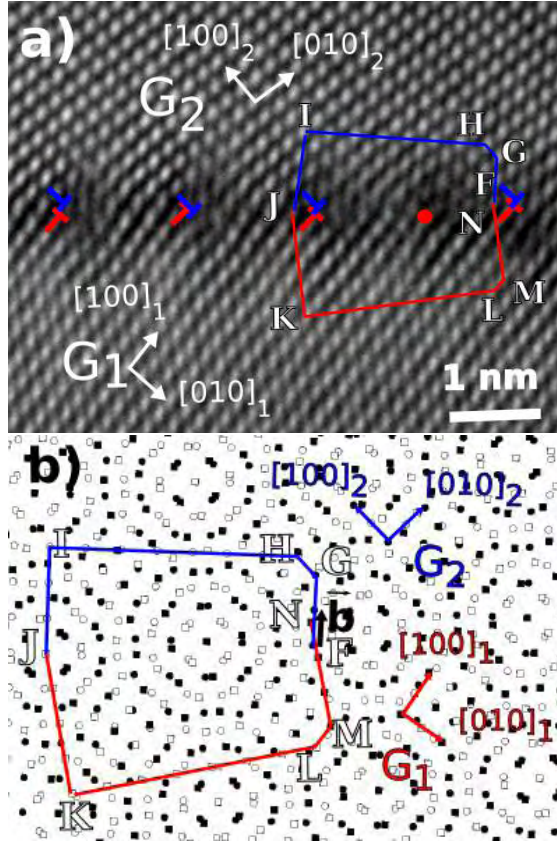 a)
[100]₂
[010]₂
G₂
I
H
G
F
J
N
[100]₁
K
G₁
L
M
[010]₁
1 nm
b)
[100]₂
[010]₂
I
H
G
G₂
N
b
J
F
[100]₁
M
[010]₁
L
G₁
K